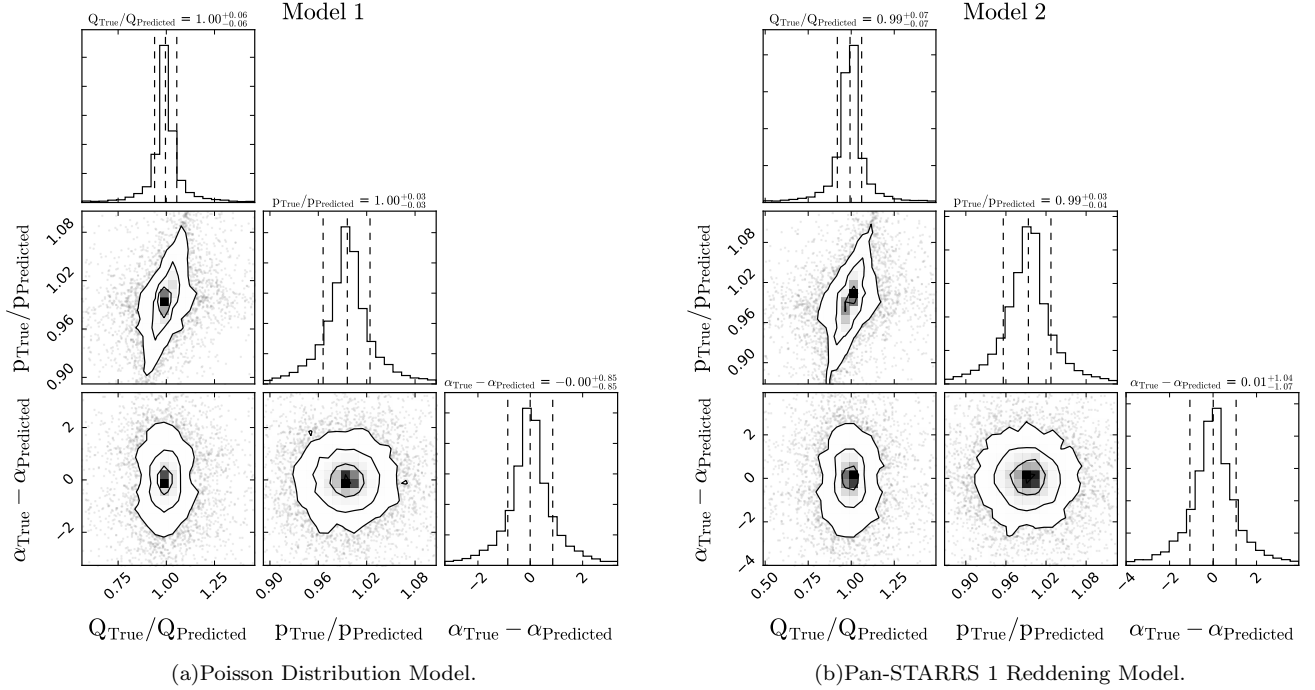 Model 1
Q_True/Q_Predicted = 1.00^{+0.06}_{-0.06}
p_True/p_Predicted = 1.00^{+0.03}_{-0.03}
α_True − α_Predicted = −0.00^{+0.85}_{-0.85}
p_True/p_Predicted
1.08
1.02
0.96
0.90
α_True − α_Predicted
2
0
−2
0.75 1.00 1.25
0.90 0.96 1.02 1.08
−2 0 2
Q_True/Q_Predicted p_True/p_Predicted α_True − α_Predicted
(a)Poisson Distribution Model.
Model 2
Q_True/Q_Predicted = 0.99^{+0.07}_{-0.07}
p_True/p_Predicted = 0.99^{+0.03}_{-0.04}
α_True − α_Predicted = 0.01^{+1.04}_{-1.07}
p_True/p_Predicted
1.08
1.02
0.96
0.90
α_True − α_Predicted
2
0
−2
−4
0.50 0.75 1.00 1.25
0.90 0.96 1.02 1.08
−4 −2 0 2
Q_True/Q_Predicted p_True/p_Predicted α_True − α_Predicted
(b)Pan-STARRS 1 Reddening Model.